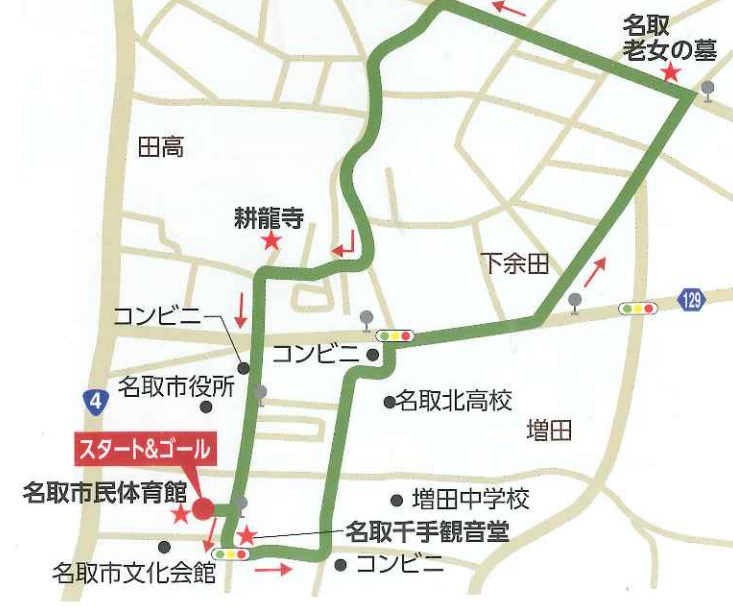 名取
老女の墓
田高
耕龍寺
下余田
129
コンビニ
コンビニ
名取市役所
4
名取北高校
増田
スタート&ゴール
名取市民体育館
増田中学校
名取千手観音堂
名取市文化会館
コンビニ